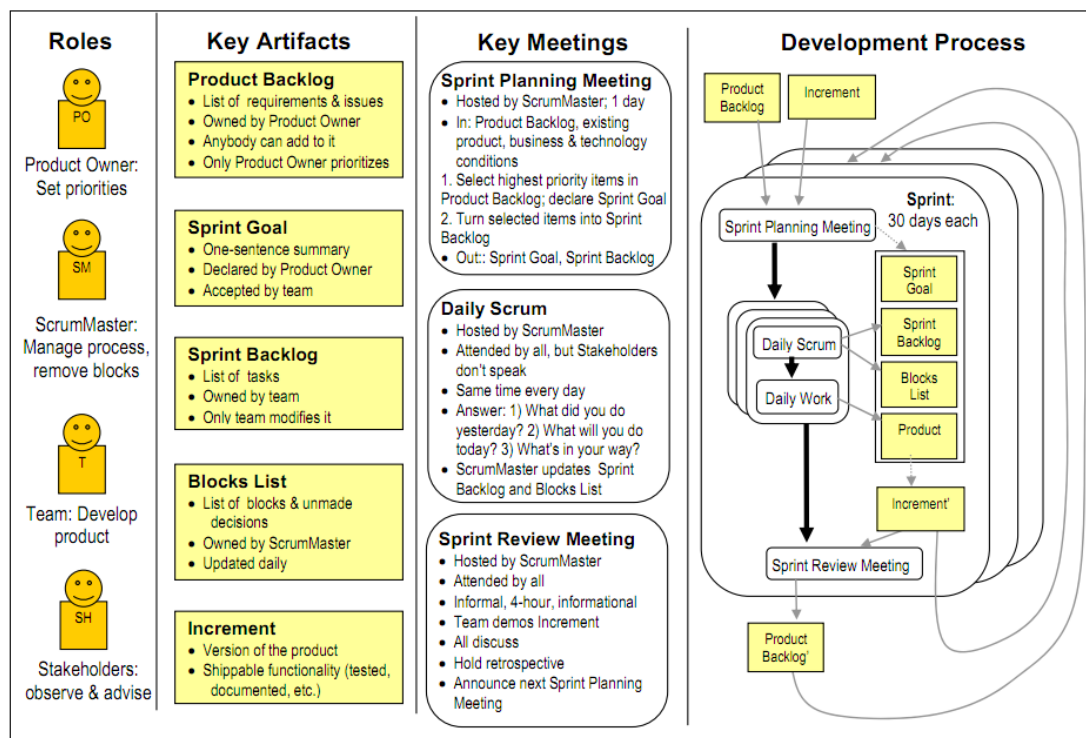 Roles
PO
Product Owner:
Set priorities
SM
ScrumMaster:
Manage process,
remove blocks
T
Team: Develop
product
SH
Stakeholders:
observe & advise
Key Artifacts
Product Backlog
• List of requirements & issues
• Owned by Product Owner
• Anybody can add to it
• Only Product Owner prioritizes
Sprint Goal
• One-sentence summary
• Declared by Product Owner
• Accepted by team
Sprint Backlog
• List of tasks
• Owned by team
• Only team modifies it
Blocks List
• List of blocks & unmade
decisions
• Owned by ScrumMaster
• Updated daily
Increment
• Version of the product
• Shippable functionality (tested,
documented, etc.)
Key Meetings
Sprint Planning Meeting
• Hosted by ScrumMaster; 1 day
• In: Product Backlog, existing
product, business & technology
conditions
1. Select highest priority items in
Product Backlog; declare Sprint Goal
2. Turn selected items into Sprint
Backlog
• Out:: Sprint Goal, Sprint Backlog
Daily Scrum
• Hosted by ScrumMaster
• Attended by all, but Stakeholders
don't speak
• Same time every day
• Answer: 1) What did you do
yesterday? 2) What will you do
today? 3) What's in your way?
• ScrumMaster updates Sprint
Backlog and Blocks List
Sprint Review Meeting
• Hosted by ScrumMaster
• Attended by all
• Informal, 4-hour, informational
• Team demos Increment
• All discuss
• Hold retrospective
• Announce next Sprint Planning
Meeting
Development Process
Product
Backlog
Increment
Sprint:
30 days each
Sprint Planning Meeting
Sprint
Goal
Daily Scrum
Sprint
Backlog
Blocks
List
Daily Work
Product
Increment'
Sprint Review Meeting
Product
Backlog'